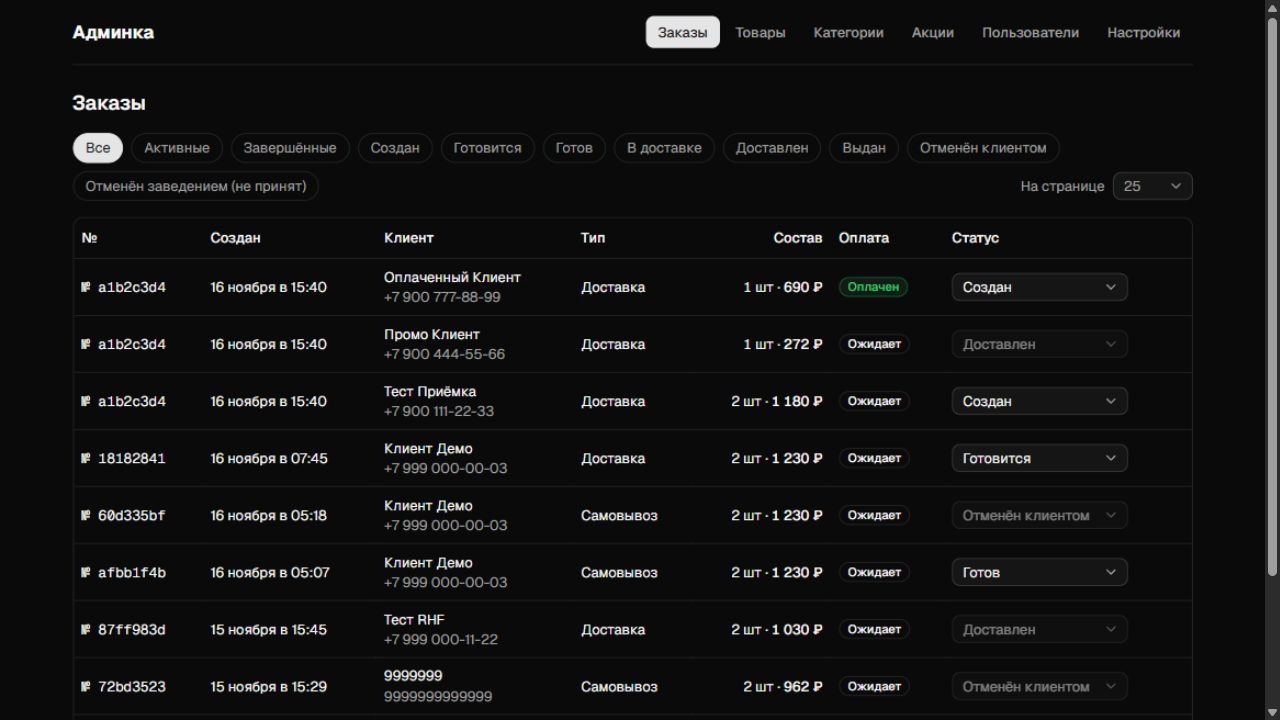 Админка
Заказы Товары Категории Акции Пользователи Настройки
Заказы
Все Активные Завершённые Создан Готовится Готов В доставке Доставлен Выдан Отменён клиентом
Отменён заведением (не принят) На странице 25
№ Создан Клиент Тип Состав Оплата Статус
№ a1b2c3d4 16 ноября в 15:40 Оплаченный Клиент Доставка 1 шт · 690 ₽ Оплачен Создан
+7 900 777-88-99
№ a1b2c3d4 16 ноября в 15:40 Промо Клиент Доставка 1 шт · 272 ₽ Ожидает Доставлен
+7 900 444-55-66
№ a1b2c3d4 16 ноября в 15:40 Тест Приёмка Доставка 2 шт · 1 180 ₽ Ожидает Создан
+7 900 111-22-33
№ 18182841 16 ноября в 07:45 Клиент Демо Доставка 2 шт · 1 230 ₽ Ожидает Готовится
+7 999 000-00-03
№ 60d335bf 16 ноября в 05:18 Клиент Демо Самовывоз 2 шт · 1 230 ₽ Ожидает Отменён клиентом
+7 999 000-00-03
№ afbb1f4b 16 ноября в 05:07 Клиент Демо Самовывоз 2 шт · 1 230 ₽ Ожидает Готов
+7 999 000-00-03
№ 87ff983d 15 ноября в 15:45 Тест RHF Доставка 2 шт · 1 030 ₽ Ожидает Доставлен
+7 999 000-11-22
№ 72bd3523 15 ноября в 15:29 9999999 Самовывоз 2 шт · 962 ₽ Ожидает Отменён клиентом
9999999999999